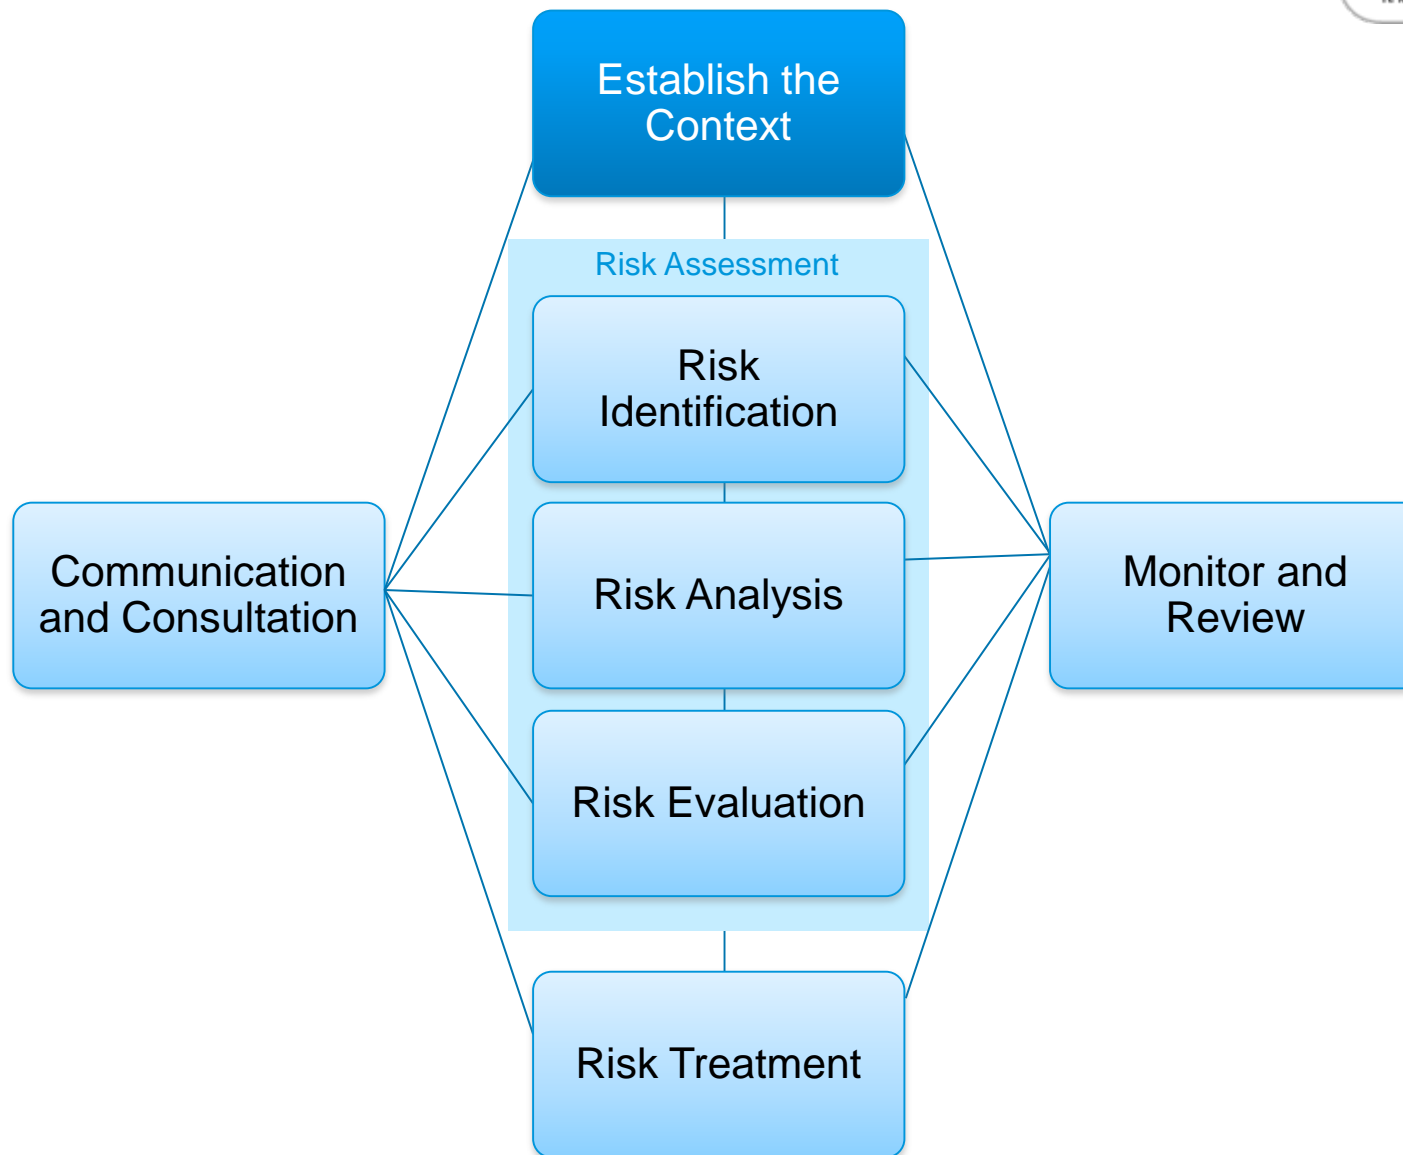 Establish the
Context
Risk Assessment
Risk
Identification
Communication
and Consultation
Risk Analysis
Monitor and
Review
Risk Evaluation
Risk Treatment